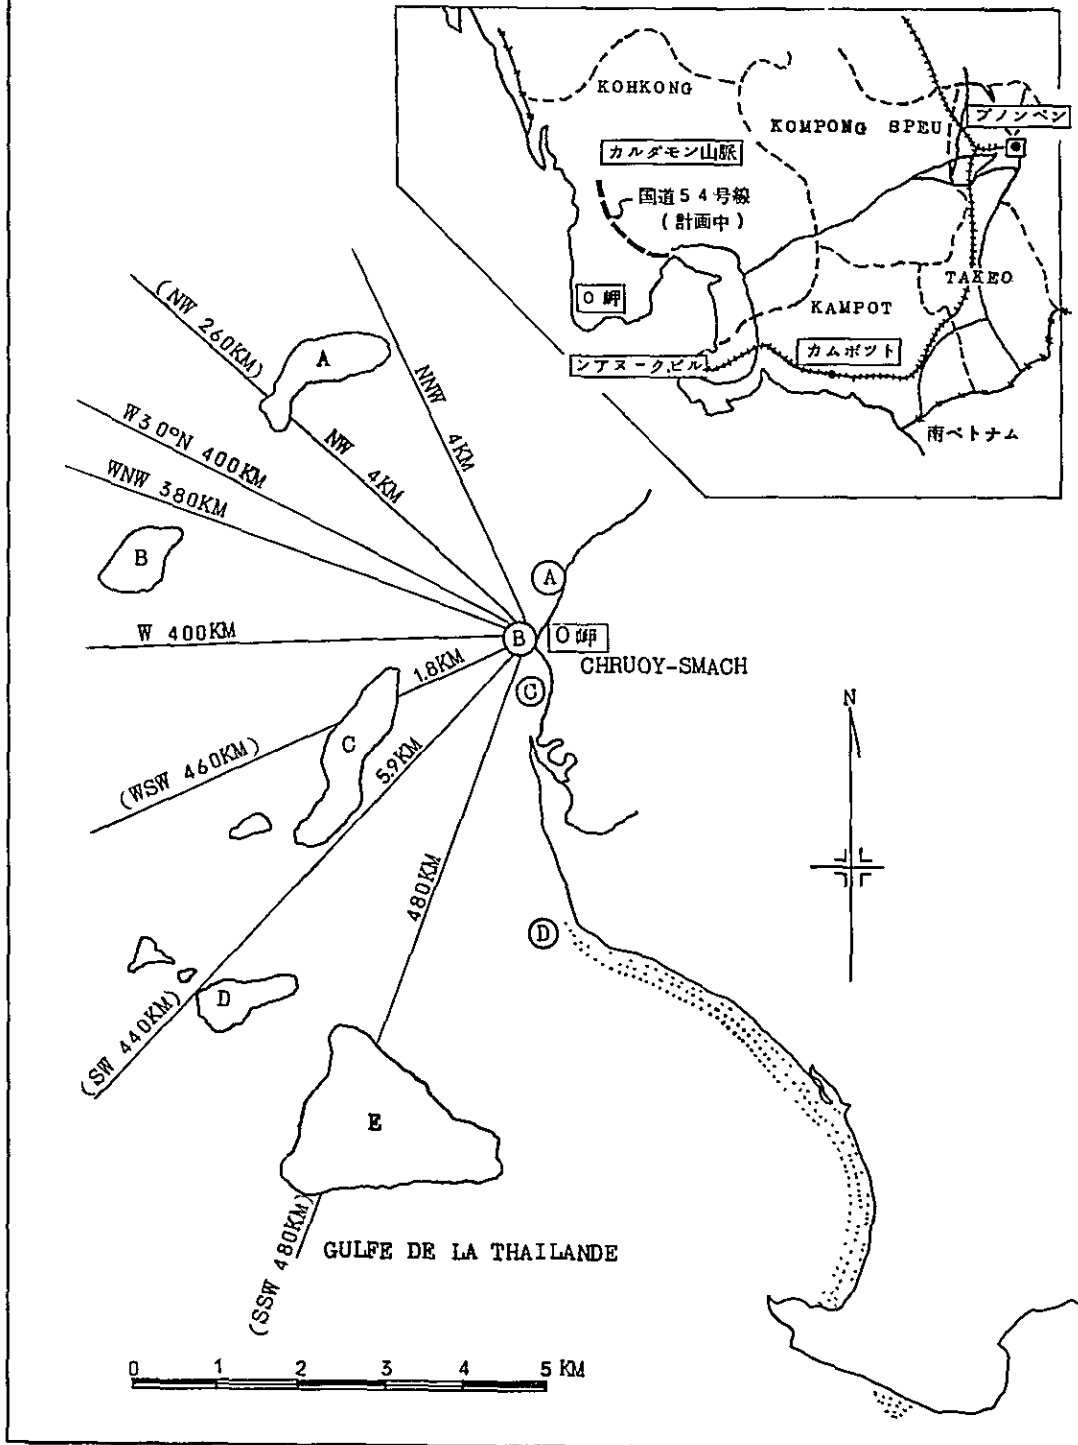 KOHKONG
KOMPONG SPEU
プノンペン
カルダモン山脈
国道54号線
(計画中)
TAKEO
O岬
KAMPOT
シアヌーク,ビル
カムポット
南ベトナム
(NW 260KM)
A
NNW 4KM
W30°N 400KM
NW 4KM
WNW 380KM
B
A
W 400KM
B
O岬
CHRUOY-SMACH
1.8KM
C
N
C
(WSW 460KM)
5.9KM
480KM
D
D
(SW 440KM)
E
(SSW 480KM)
GULFE DE LA THAILANDE
0 1 2 3 4 5 KM